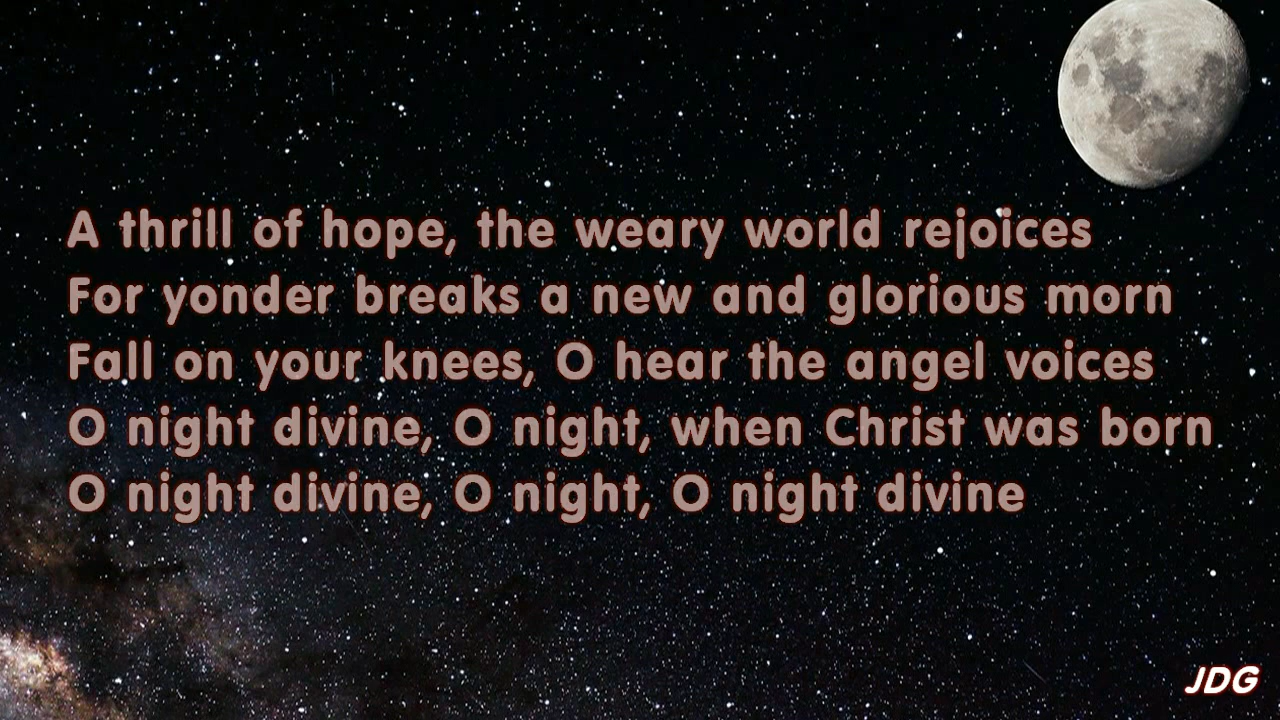 A thrill of hope, the weary world rejoices
For yonder breaks a new and glorious morn
Fall on your knees, O hear the angel voices
O night divine, O night, when Christ was born
O night divine, O night, O night divine
JDG